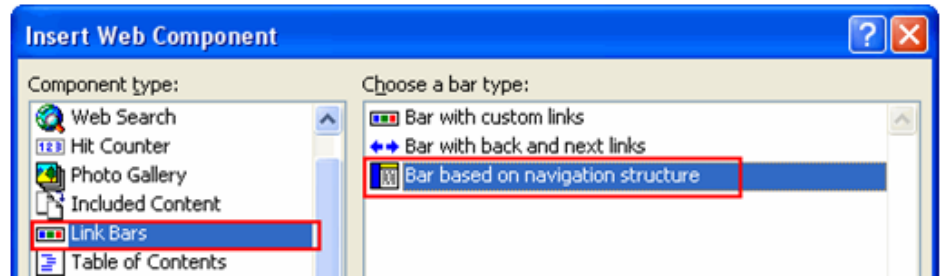 Insert Web Component
Component type:
Web Search
123 Hit Counter
Photo Gallery
Included Content
Link Bars
Table of Contents
Choose a bar type:
Bar with custom links
Bar with back and next links
Bar based on navigation structure